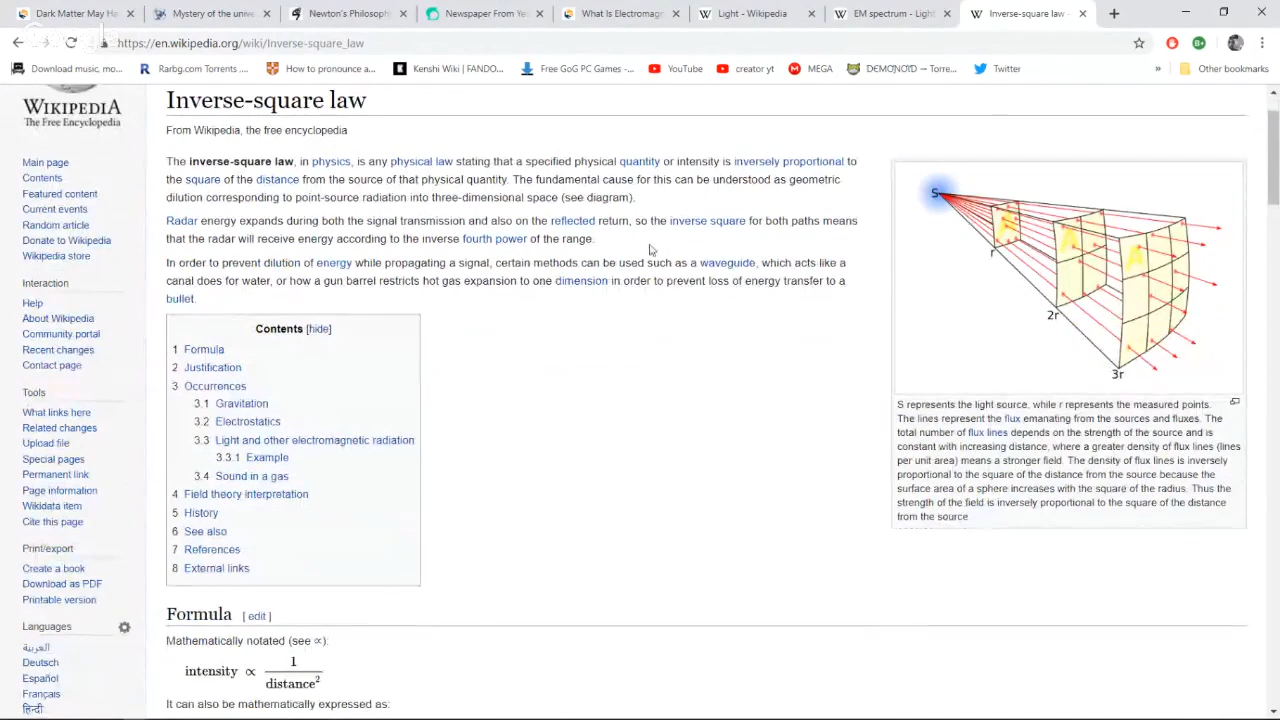 Dark Matter May Ha
Mystery of the unive
Newton's Philosophi
Newspaper From Ye
What Is Electromagn
Light - Wikipedia
EM spectrum - Light
Inverse-square law -
https://en.wikipedia.org/wiki/Inverse-square_law
Download music, mo...
Rarbg.com Torrents ...
How to pronounce a...
Kenshi Wiki | FANDO...
Free GoG PC Games -...
YouTube
creator yt
MEGA
DEMONOID — Torre...
Twitter
»
Other bookmarks
WIKIPEDIA
The Free Encyclopedia
Main page
Contents
Featured content
Current events
Random article
Donate to Wikipedia
Wikipedia store
Interaction
Help
About Wikipedia
Community portal
Recent changes
Contact page
Tools
What links here
Related changes
Upload file
Special pages
Permanent link
Page information
Wikidata item
Cite this page
Print/export
Create a book
Download as PDF
Printable version
Languages
العربية
Deutsch
Español
Français
हिन्दी
Inverse-square law
From Wikipedia, the free encyclopedia
The inverse-square law, in physics, is any physical law stating that a specified physical quantity or intensity is inversely proportional to
the square of the distance from the source of that physical quantity. The fundamental cause for this can be understood as geometric
dilution corresponding to point-source radiation into three-dimensional space (see diagram).
Radar energy expands during both the signal transmission and also on the reflected return, so the inverse square for both paths means
that the radar will receive energy according to the inverse fourth power of the range.
In order to prevent dilution of energy while propagating a signal, certain methods can be used such as a waveguide, which acts like a
canal does for water, or how a gun barrel restricts hot gas expansion to one dimension in order to prevent loss of energy transfer to a
bullet.
Contents [hide]
1 Formula
2 Justification
3 Occurrences
3.1 Gravitation
3.2 Electrostatics
3.3 Light and other electromagnetic radiation
3.3.1 Example
3.4 Sound in a gas
4 Field theory interpretation
5 History
6 See also
7 References
8 External links
Formula [ edit ]
Mathematically notated (see ∝):
intensity ∝ 1 / distance²
It can also be mathematically expressed as:
S
A A A
r
2r
3r
S represents the light source, while r represents the measured points.
The lines represent the flux emanating from the sources and fluxes. The
total number of flux lines depends on the strength of the source and is
constant with increasing distance, where a greater density of flux lines (lines
per unit area) means a stronger field. The density of flux lines is inversely
proportional to the square of the distance from the source because the
surface area of a sphere increases with the square of the radius. Thus the
strength of the field is inversely proportional to the square of the distance
from the source